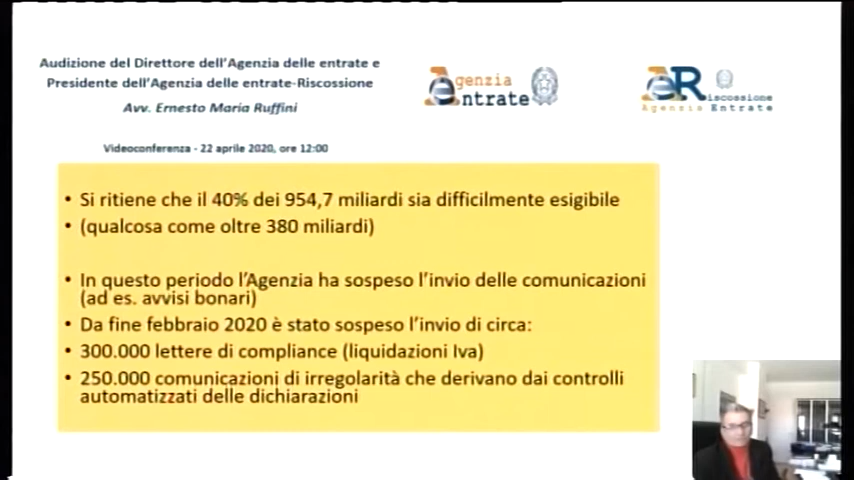 Audizione del Direttore dell'Agenzia delle entrate e
Presidente dell'Agenzia delle entrate-Riscossione
Avv. Ernesto Maria Ruffini
Videoconferenza - 22 aprile 2020, ore 12:00
agenzia
entrate
eR
iscossione
Agenzia Entrate
• Si ritiene che il 40% dei 954,7 miliardi sia difficilmente esigibile
• (qualcosa come oltre 380 miliardi)
• In questo periodo l'Agenzia ha sospeso l'invio delle comunicazioni
(ad es. avvisi bonari)
• Da fine febbraio 2020 è stato sospeso l'invio di circa:
• 300.000 lettere di compliance (liquidazioni Iva)
• 250.000 comunicazioni di irregolarità che derivano dai controlli
automatizzati delle dichiarazioni